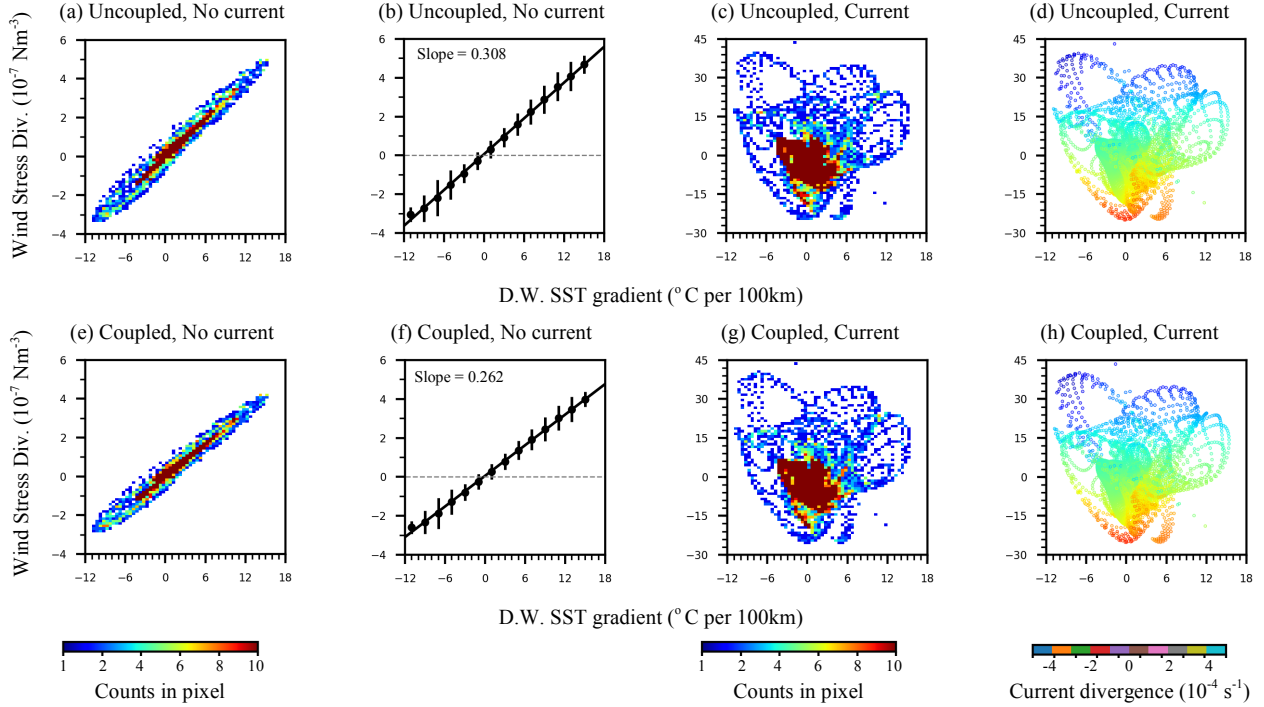 (a) Uncoupled, No current (b) Uncoupled, No current (c) Uncoupled, Current (d) Uncoupled, Current
Wind Stress Div. (10⁻⁷ Nm⁻³)
6
4
2
0
−2
−4
−12 −6 0 6 12 18
Slope = 0.308
6
4
2
0
−2
−4
−12 −6 0 6 12 18
45
30
15
0
−15
−30
−12 −6 0 6 12 18
45
30
15
0
−15
−30
−12 −6 0 6 12 18
D.W. SST gradient (° C per 100km)
(e) Coupled, No current (f) Coupled, No current (g) Coupled, Current (h) Coupled, Current
Wind Stress Div. (10⁻⁷ Nm⁻³)
6
4
2
0
−2
−4
−12 −6 0 6 12 18
Slope = 0.262
6
4
2
0
−2
−4
−12 −6 0 6 12 18
45
30
15
0
−15
−30
−12 −6 0 6 12 18
45
30
15
0
−15
−30
−12 −6 0 6 12 18
D.W. SST gradient (° C per 100km)
1 2 4 6 8 10
Counts in pixel
1 2 4 6 8 10
Counts in pixel
-4 -2 0 2 4
Current divergence (10⁻⁴ s⁻¹)